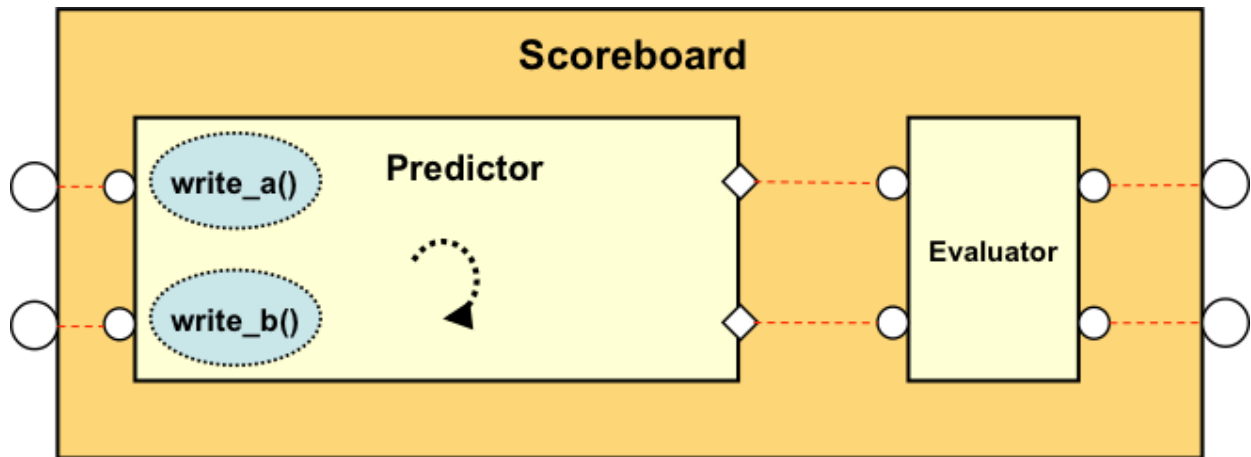 Scoreboard
Predictor
write_a()
write_b()
Evaluator